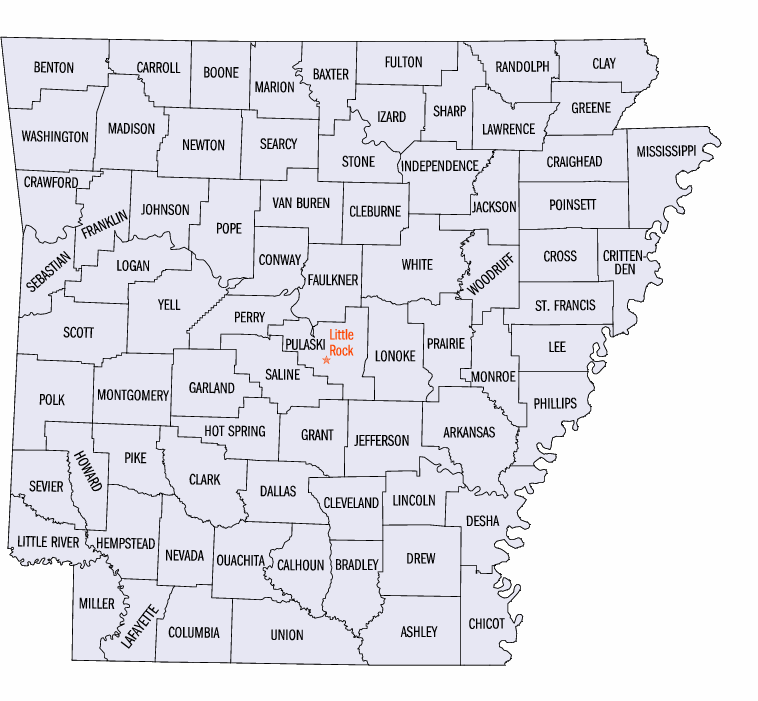 BENTON
CARROLL
BOONE
MARION
BAXTER
FULTON
RANDOLPH
CLAY
GREENE
IZARD
SHARP
LAWRENCE
WASHINGTON
MADISON
NEWTON
SEARCY
STONE
INDEPENDENCE
CRAIGHEAD
MISSISSIPPI
CRAWFORD
FRANKLIN
JOHNSON
POPE
VAN BUREN
CLEBURNE
JACKSON
POINSETT
SEBASTIAN
LOGAN
CONWAY
FAULKNER
WHITE
WOODRUFF
CROSS
CRITTEN-
DEN
SCOTT
YELL
PERRY
PULASKI
Little
Rock
LONOKE
PRAIRIE
ST. FRANCIS
LEE
MONROE
PHILLIPS
POLK
MONTGOMERY
GARLAND
SALINE
HOT SPRING
GRANT
JEFFERSON
ARKANSAS
SEVIER
HOWARD
PIKE
CLARK
DALLAS
CLEVELAND
LINCOLN
DESHA
LITTLE RIVER
HEMPSTEAD
NEVADA
OUACHITA
CALHOUN
BRADLEY
DREW
MILLER
LAFAYETTE
COLUMBIA
UNION
ASHLEY
CHICOT